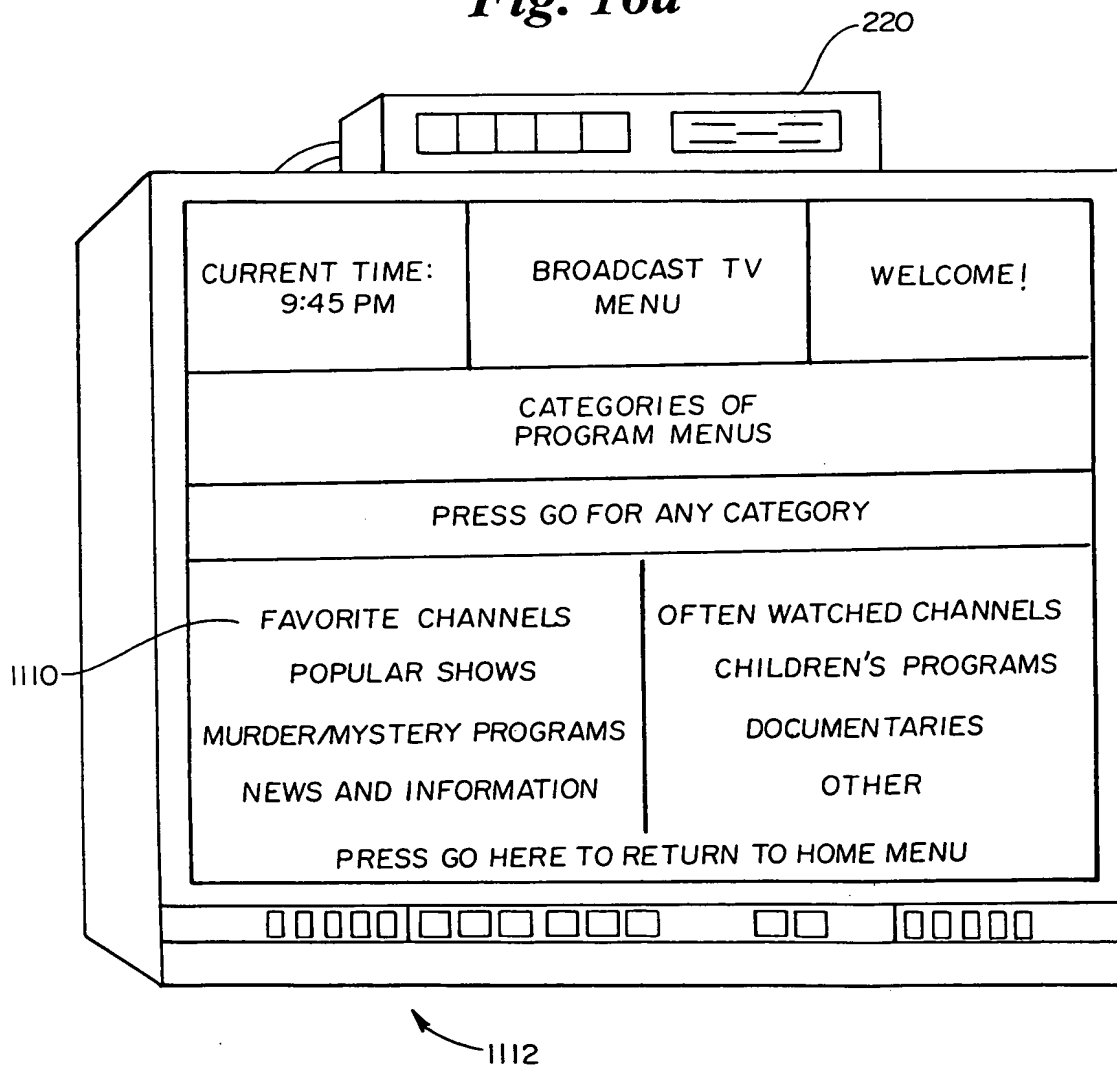 Fig. 16a
220
CURRENT TIME:
9:45 PM
BROADCAST TV
MENU
WELCOME!
CATEGORIES OF
PROGRAM MENUS
PRESS GO FOR ANY CATEGORY
FAVORITE CHANNELS
OFTEN WATCHED CHANNELS
1110
POPULAR SHOWS
CHILDREN'S PROGRAMS
MURDER/MYSTERY PROGRAMS
DOCUMENTARIES
NEWS AND INFORMATION
OTHER
PRESS GO HERE TO RETURN TO HOME MENU
1112